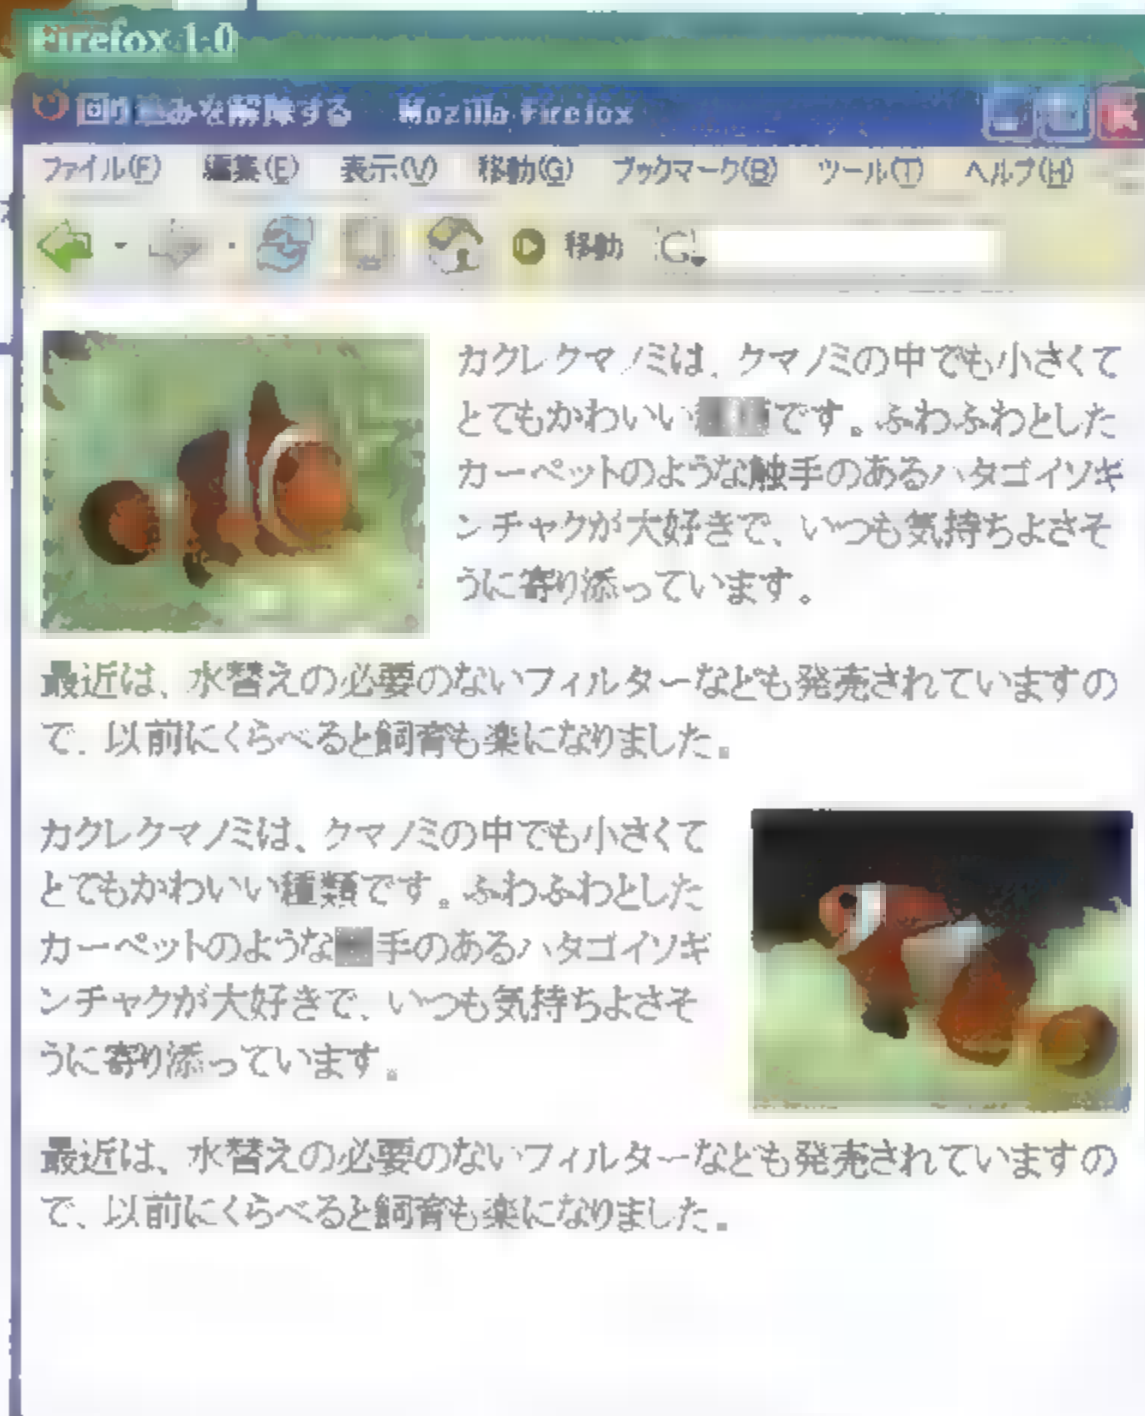 Firefox 1.0
回り込みを解除する Mozilla Firefox
ファイル(F) 編集(E) 表示(V) 移動(G) ブックマーク(B) ツール(T) ヘルプ(H)
移動 G
カクレクマノミは、クマノミの中でも小さくて
とてもかわいい です。ふわふわとした
カーペットのような触手のあるハタゴイソギ
ンチャクが大好きで、いつも気持ちよさそ
うに寄り添っています。
最近は、水替えの必要のないフィルターなども発売されていますの
で、以前にくらべると飼育も楽になりました。
カクレクマノミは、クマノミの中でも小さくて
とてもかわいい種類です。ふわふわとした
カーペットのような 手のあるハタゴイソギ
ンチャクが大好きで、いつも気持ちよさそ
うに寄り添っています。
最近は、水替えの必要のないフィルターなども発売されていますの
で、以前にくらべると飼育も楽になりました。